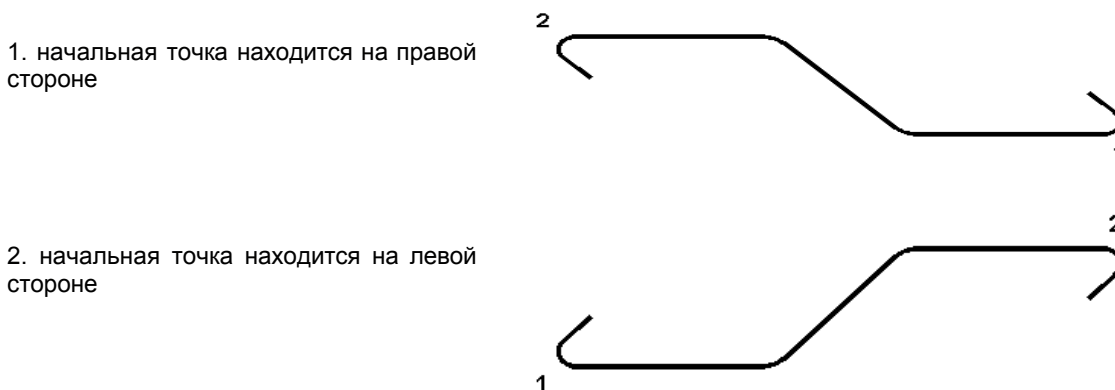 2
1. начальная точка находится на правой
стороне
2
2. начальная точка находится на левой
стороне
1